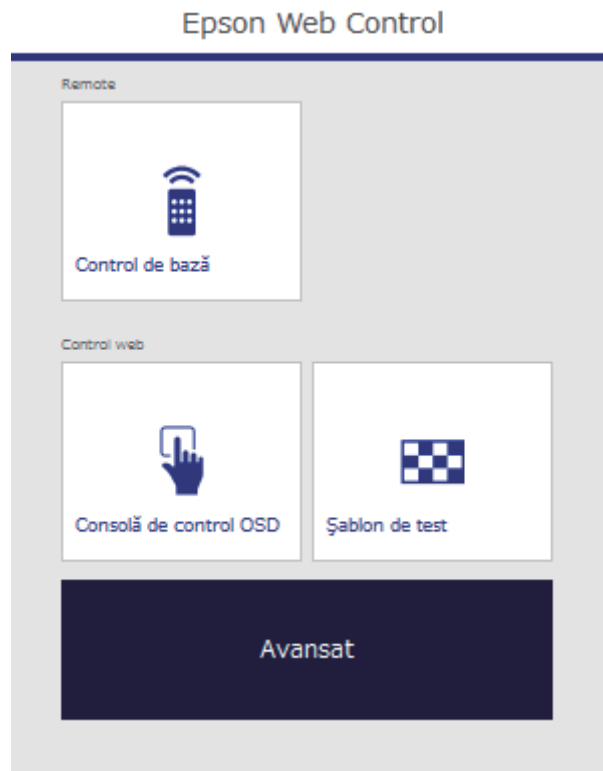 Epson Web Control
Remote
Control de bază
Control web
Consolă de control OSD
Şablon de test
Avansat